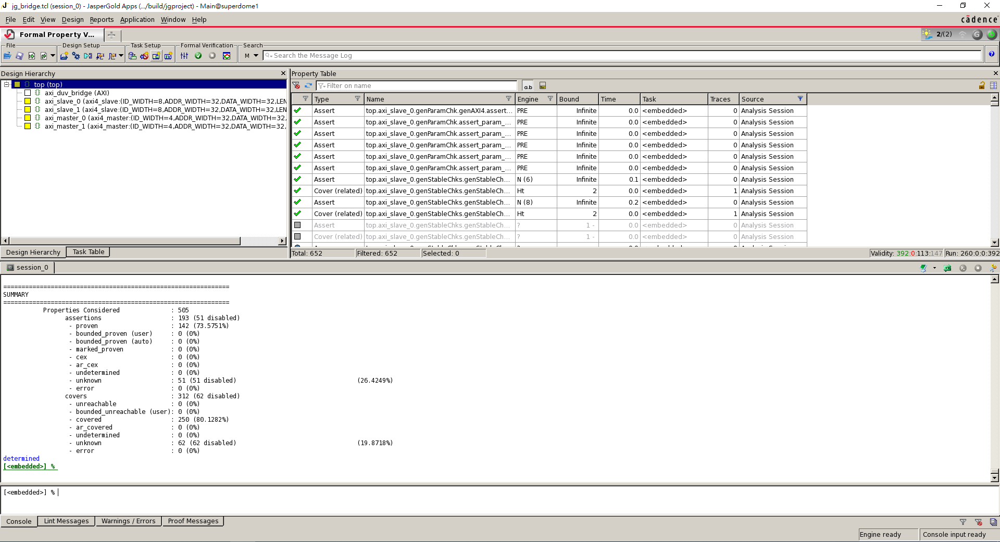 jg_bridge.tcl (session_0) - JasperGold Apps (.../build/jgproject) - Main@superdome1
File Edit View Design Reports Application Window Help
cādence
Formal Property V...
2/(2)
File Design Setup Task Setup Formal Verification Search
M Search the Message Log
Design Hierarchy
top (top)
axi_duv_bridge (AXI)
axi_slave_0 (axi4_slave:(ID_WIDTH=8,ADDR_WIDTH=32,DATA_WIDTH=32,LEN
axi_slave_1 (axi4_slave:(ID_WIDTH=8,ADDR_WIDTH=32,DATA_WIDTH=32,LEN
axi_master_0 (axi4_master:(ID_WIDTH=4,ADDR_WIDTH=32,DATA_WIDTH=32,
axi_master_1 (axi4_master:(ID_WIDTH=4,ADDR_WIDTH=32,DATA_WIDTH=32,
Design Hierarchy Task Table
Property Table
Filter on name a.b
Type Name Engine Bound Time Task Traces Source
Assert top.axi_slave_0.genParamChk.genAXI4.assert... PRE Infinite 0.0 <embedded> 0 Analysis Session
Assert top.axi_slave_0.genParamChk.assert_param_... PRE Infinite 0.0 <embedded> 0 Analysis Session
Assert top.axi_slave_0.genParamChk.assert_param_... PRE Infinite 0.0 <embedded> 0 Analysis Session
Assert top.axi_slave_0.genParamChk.assert_param_... PRE Infinite 0.0 <embedded> 0 Analysis Session
Assert top.axi_slave_0.genParamChk.assert_param_... PRE Infinite 0.0 <embedded> 0 Analysis Session
Assert top.axi_slave_0.genParamChk.assert_param_... PRE Infinite 0.0 <embedded> 0 Analysis Session
Assert top.axi_slave_0.genStableChks.genStableCh... N (6) Infinite 0.1 <embedded> 0 Analysis Session
Cover (related) top.axi_slave_0.genStableChks.genStableCh... Ht 2 0.0 <embedded> 1 Analysis Session
Assert top.axi_slave_0.genStableChks.genStableCh... N (8) Infinite 0.2 <embedded> 0 Analysis Session
Cover (related) top.axi_slave_0.genStableChks.genStableCh... Ht 2 0.0 <embedded> 1 Analysis Session
Assert top.axi_slave_0.genStableChks.genStableCh... ? 1 - 0.0 <embedded> 0 Analysis Session
Cover (related) top.axi_slave_0.genStableChks.genStableCh... ? 1 - 0.0 <embedded> 0 Analysis Session
Total: 652 Filtered: 652 Selected: 0 Validity: 392:0:113:147 Run: 260:0:0:392
session_0
==============================================================
SUMMARY
==============================================================
Properties Considered : 505
assertions : 193 (51 disabled)
- proven : 142 (73.5751%)
- bounded_proven (user) : 0 (0%)
- bounded_proven (auto) : 0 (0%)
- marked_proven : 0 (0%)
- cex : 0 (0%)
- ar_cex : 0 (0%)
- undetermined : 0 (0%)
- unknown : 51 (51 disabled) (26.4249%)
- error : 0 (0%)
covers : 312 (62 disabled)
- unreachable : 0 (0%)
- bounded_unreachable (user): 0 (0%)
- covered : 250 (80.1282%)
- ar_covered : 0 (0%)
- undetermined : 0 (0%)
- unknown : 62 (62 disabled) (19.8718%)
- error : 0 (0%)
determined
[<embedded>] %
[<embedded>] %
Console Lint Messages Warnings / Errors Proof Messages
Engine ready Console input ready